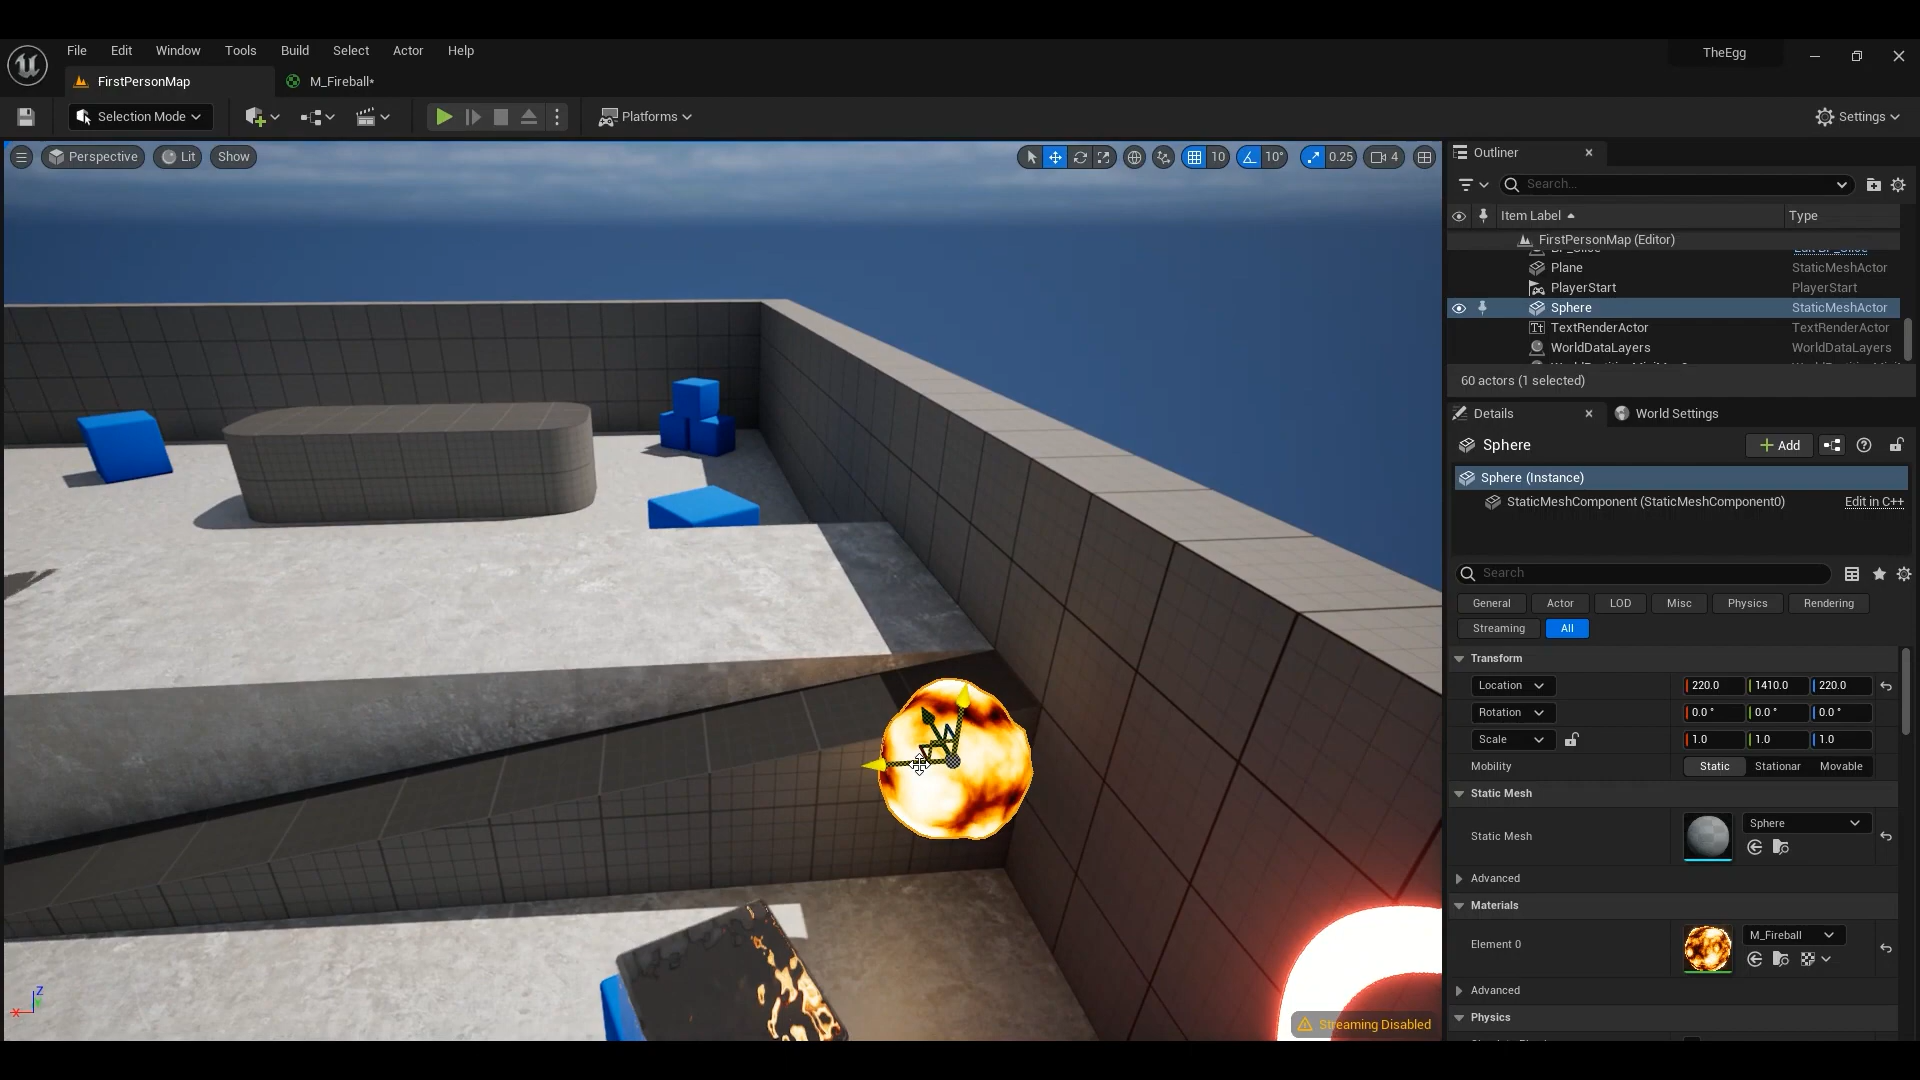 File Edit Window Tools Build Select Actor Help
TheEgg
FirstPersonMap
M_Fireball*
Selection Mode
Platforms
Settings
Perspective
Lit
Show
10
10°
0.25
4
Outliner
Search...
Item Label
Type
FirstPersonMap (Editor)
Plane StaticMeshActor
PlayerStart PlayerStart
Sphere StaticMeshActor
TextRenderActor TextRenderActor
WorldDataLayers WorldDataLayers
60 actors (1 selected)
Details
World Settings
Sphere
Add
Sphere (Instance)
StaticMeshComponent (StaticMeshComponent0) Edit in C++
Search
General Actor LOD Misc Physics Rendering
Streaming All
Transform
Location 220.0 1410.0 220.0
Rotation 0.0° 0.0° 0.0°
Scale 1.0 1.0 1.0
Mobility Static Stationar Movable
Static Mesh
Static Mesh Sphere
Advanced
Materials
Element 0 M_Fireball
Advanced
Physics
Streaming Disabled
Z
X